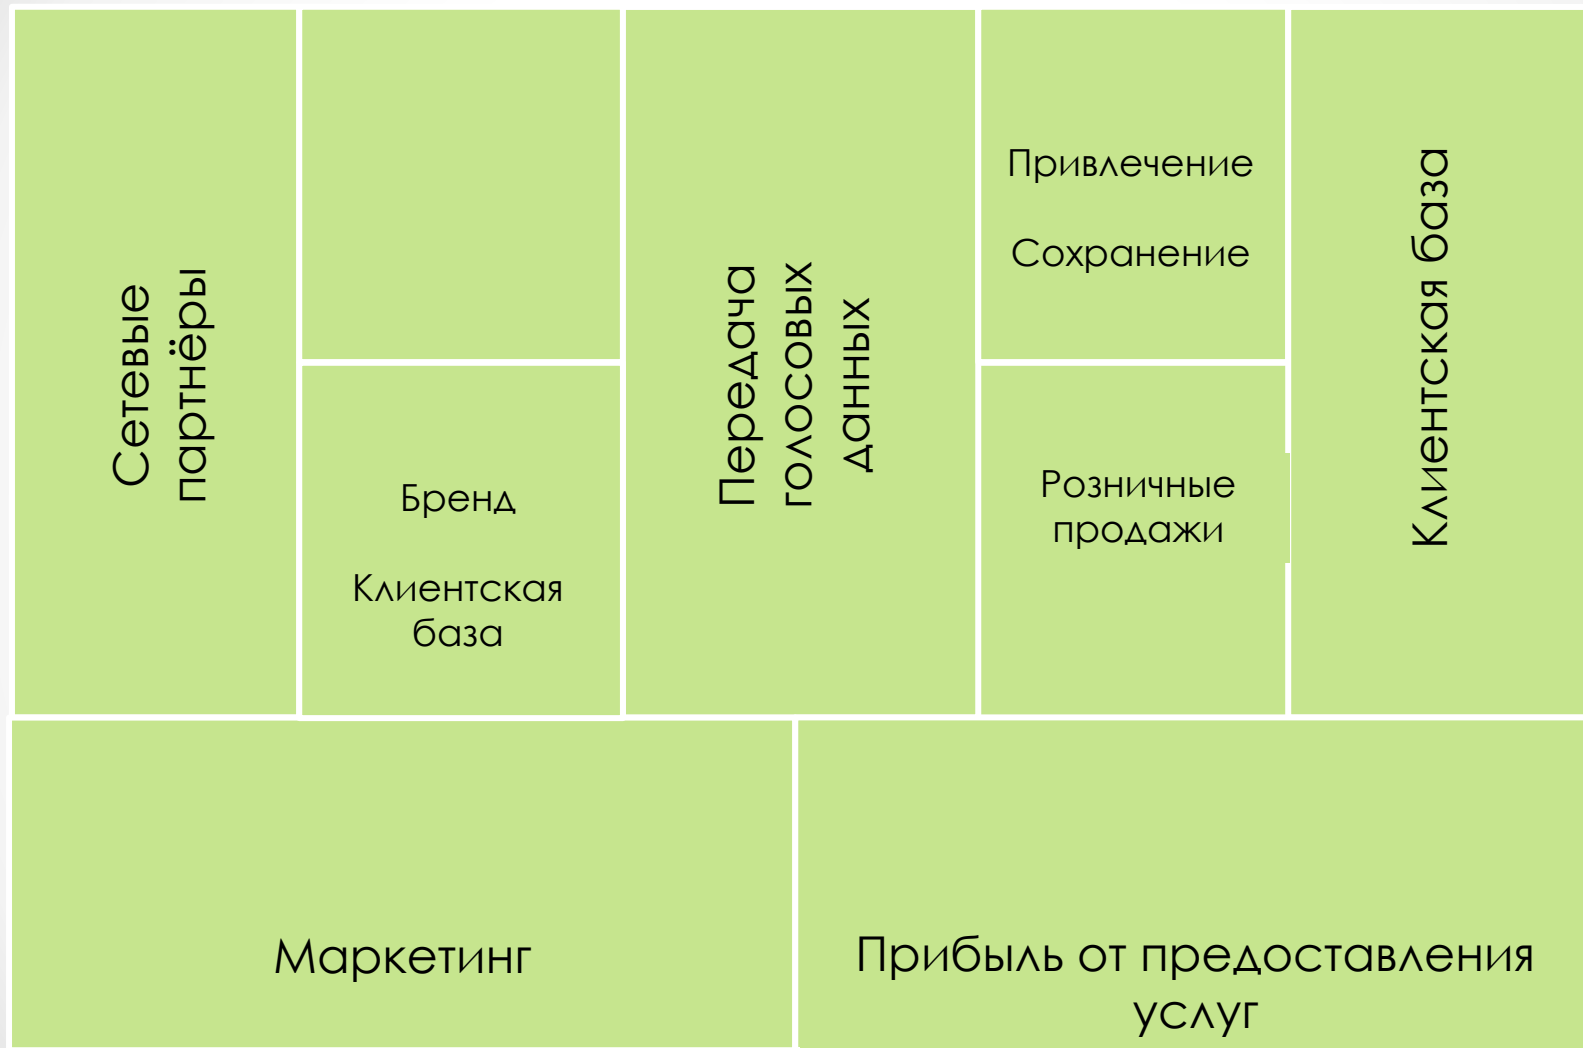 Сетевые
партнёры
Бренд
Клиентская
база
Передача
голосовых
данных
Привлечение
Сохранение
Розничные
продажи
Клиентская база
Маркетинг
Прибыль от предоставления
услуг